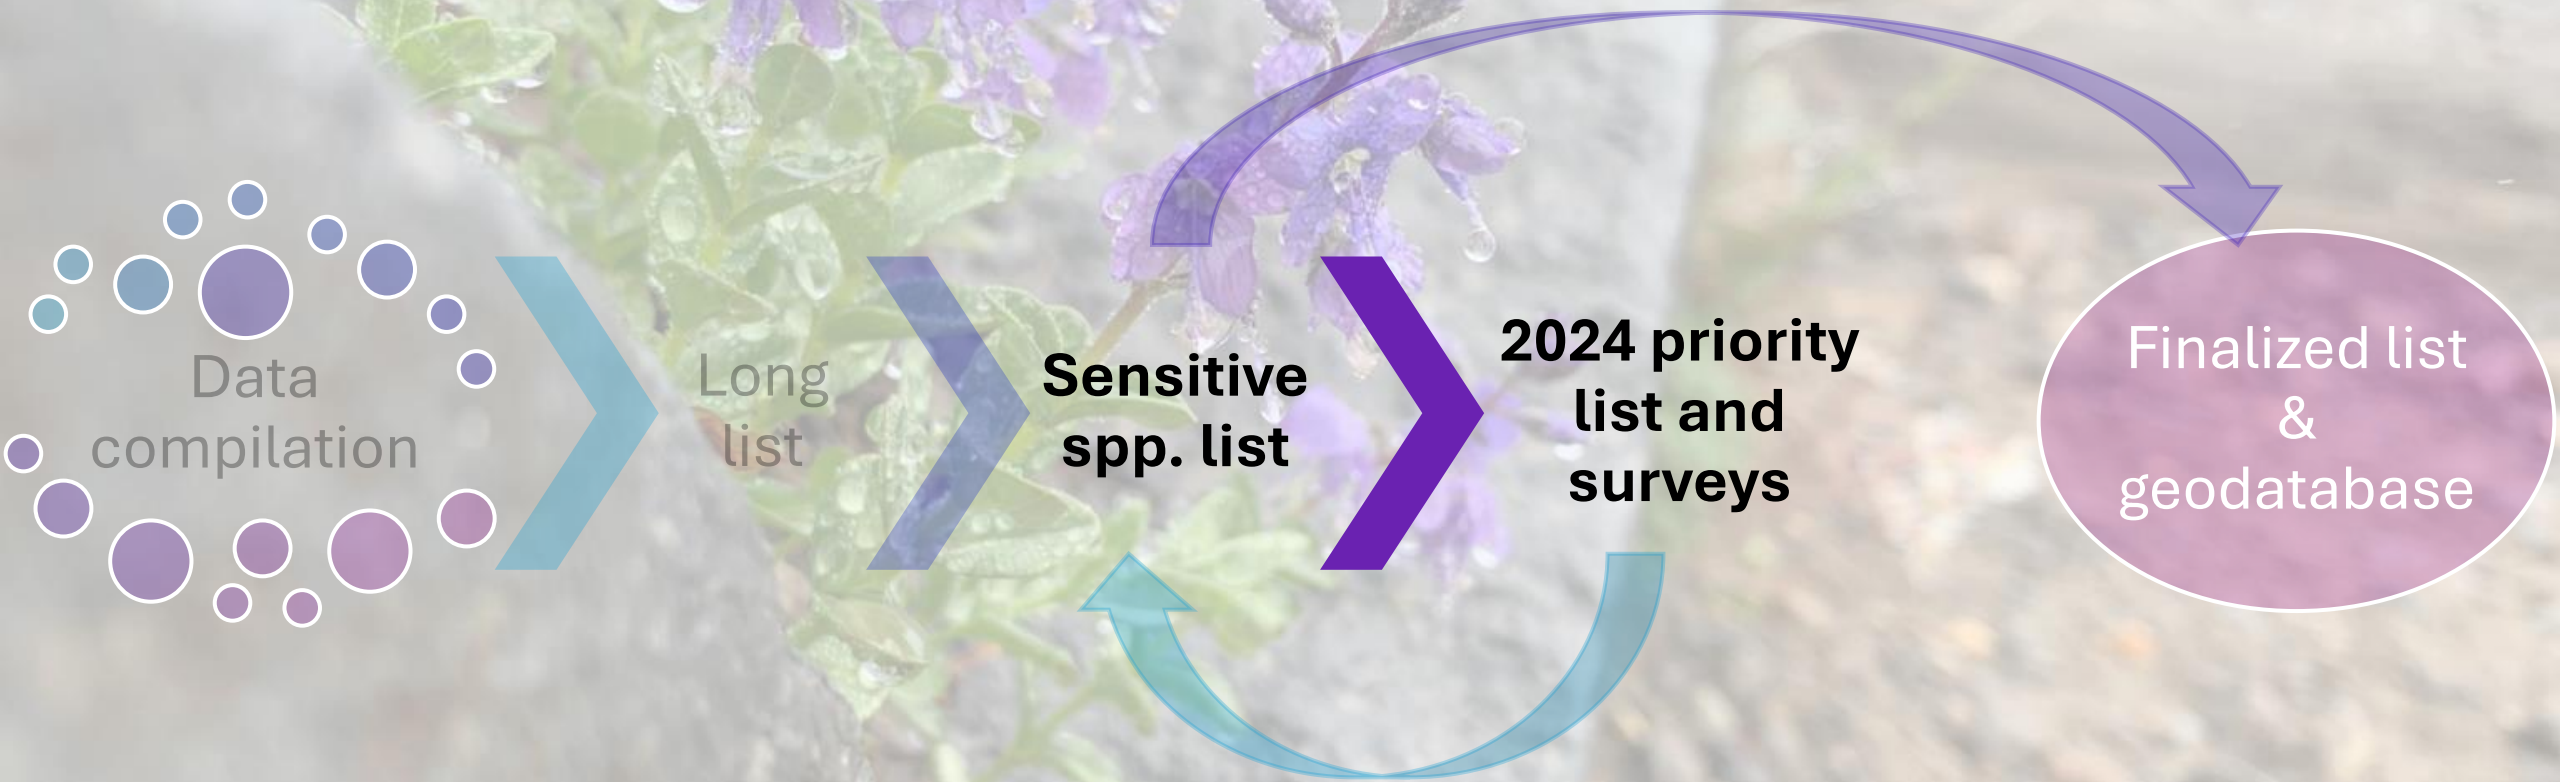 Data
compilation
Long
list
Sensitive
spp. list
2024 priority
list and
surveys
Finalized list
&
geodatabase